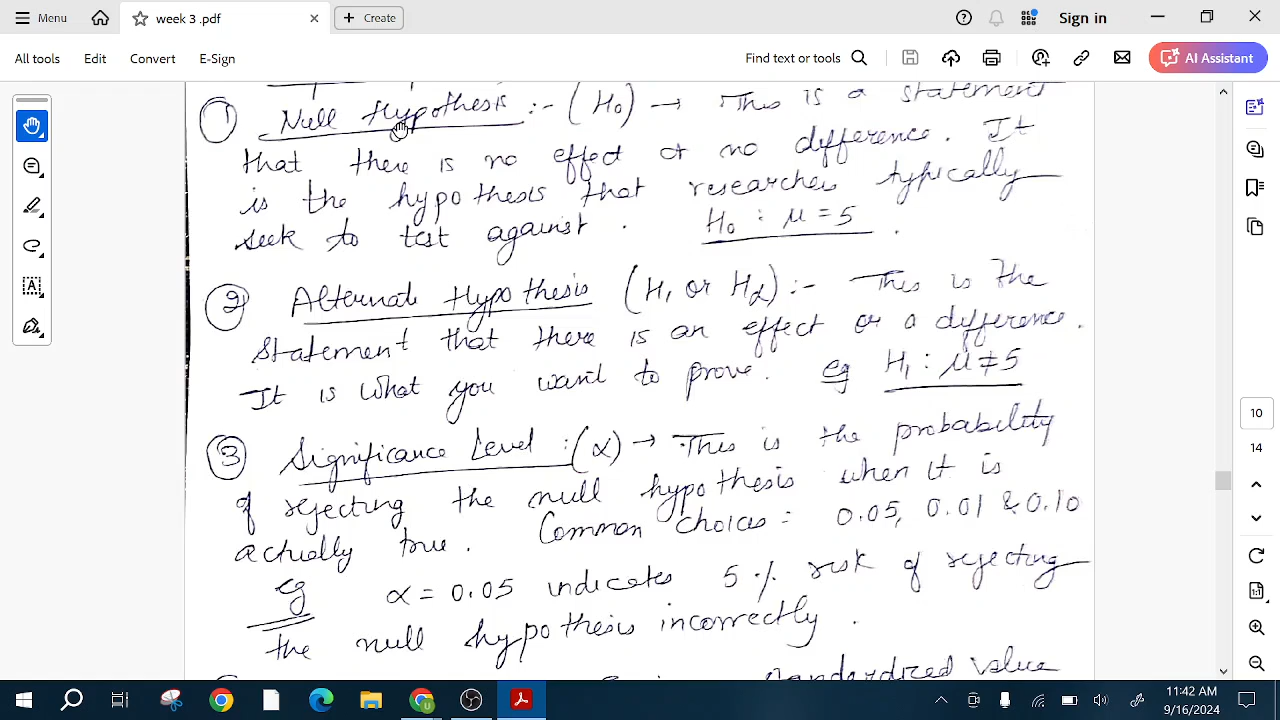 Menu
week 3 .pdf
Create
Sign in
All tools
Edit
Convert
E-Sign
Find text or tools
AI Assistant
① Null Hypothesis :- (H₀) → This is a statement
that there is no effect or no difference. It
is the hypothesis that researches typically
seek to test against . H₀ : μ = 5 .
② Alternate Hypothesis (H₁ or Hα) :- This is the
statement that there is an effect or a difference.
It is what you want to prove. eg H₁ : μ ≠ 5
③ Significance Level :(α) → This is the probability
of rejecting the null hypothesis when it is
actually true. Common choices : 0.05, 0.01 & 0.10
eg α = 0.05 indicates 5 % risk of rejecting
the null hypothesis incorrectly .
standardized value
10
14
11:42 AM
9/16/2024